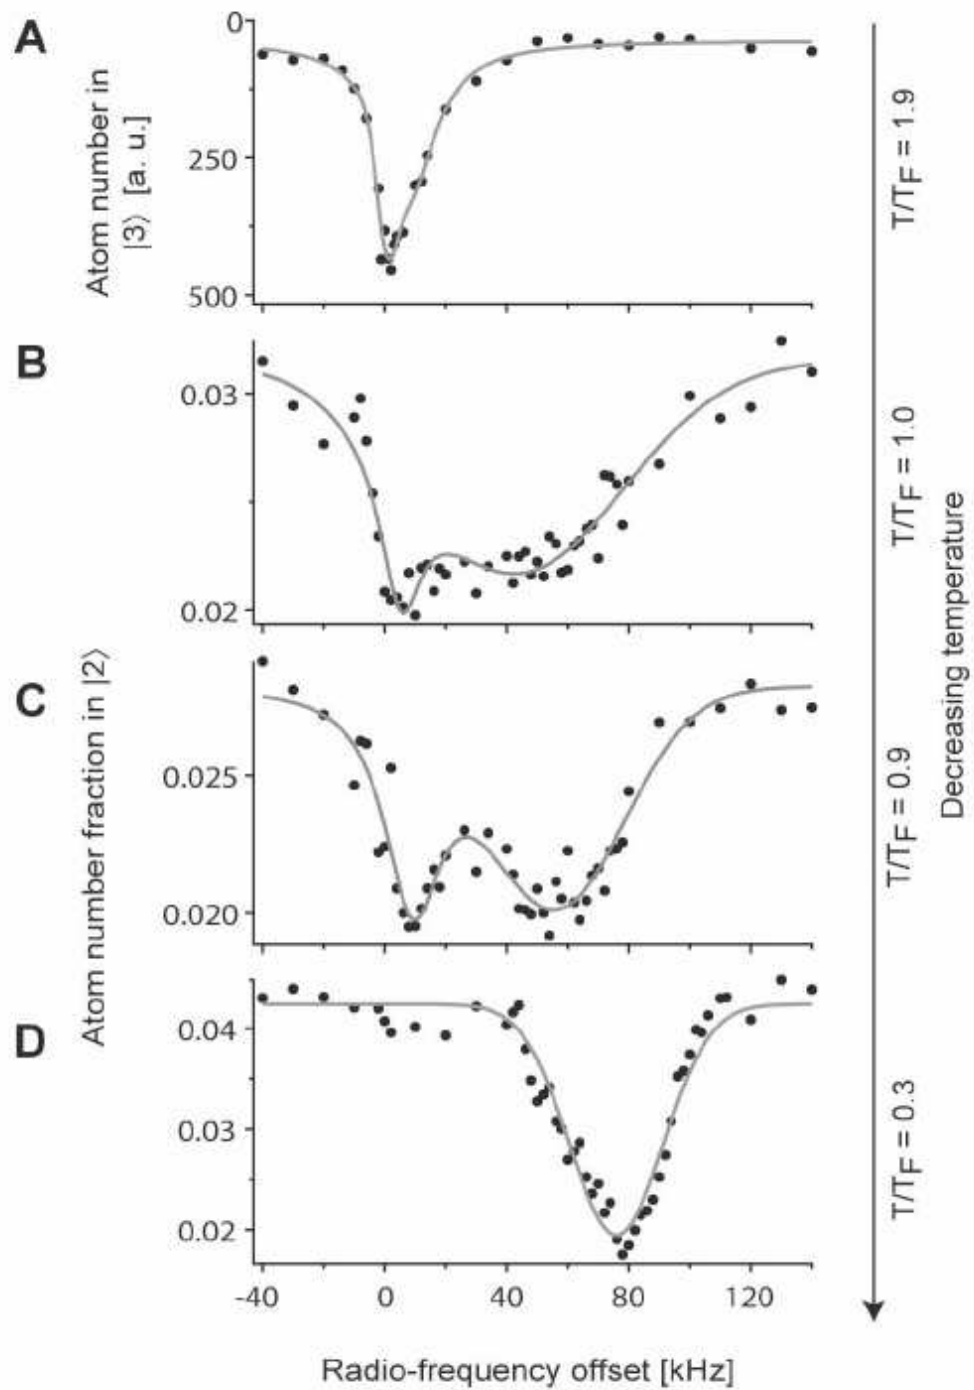 A
Atom number in
|3⟩ [a. u.]
0
250
500
T/TF = 1.9
B
0.03
0.02
T/TF = 1.0
Decreasing temperature
Atom number fraction in |2⟩
C
0.025
0.020
T/TF = 0.9
D
0.04
0.03
0.02
T/TF = 0.3
-40 0 40 80 120
Radio-frequency offset [kHz]